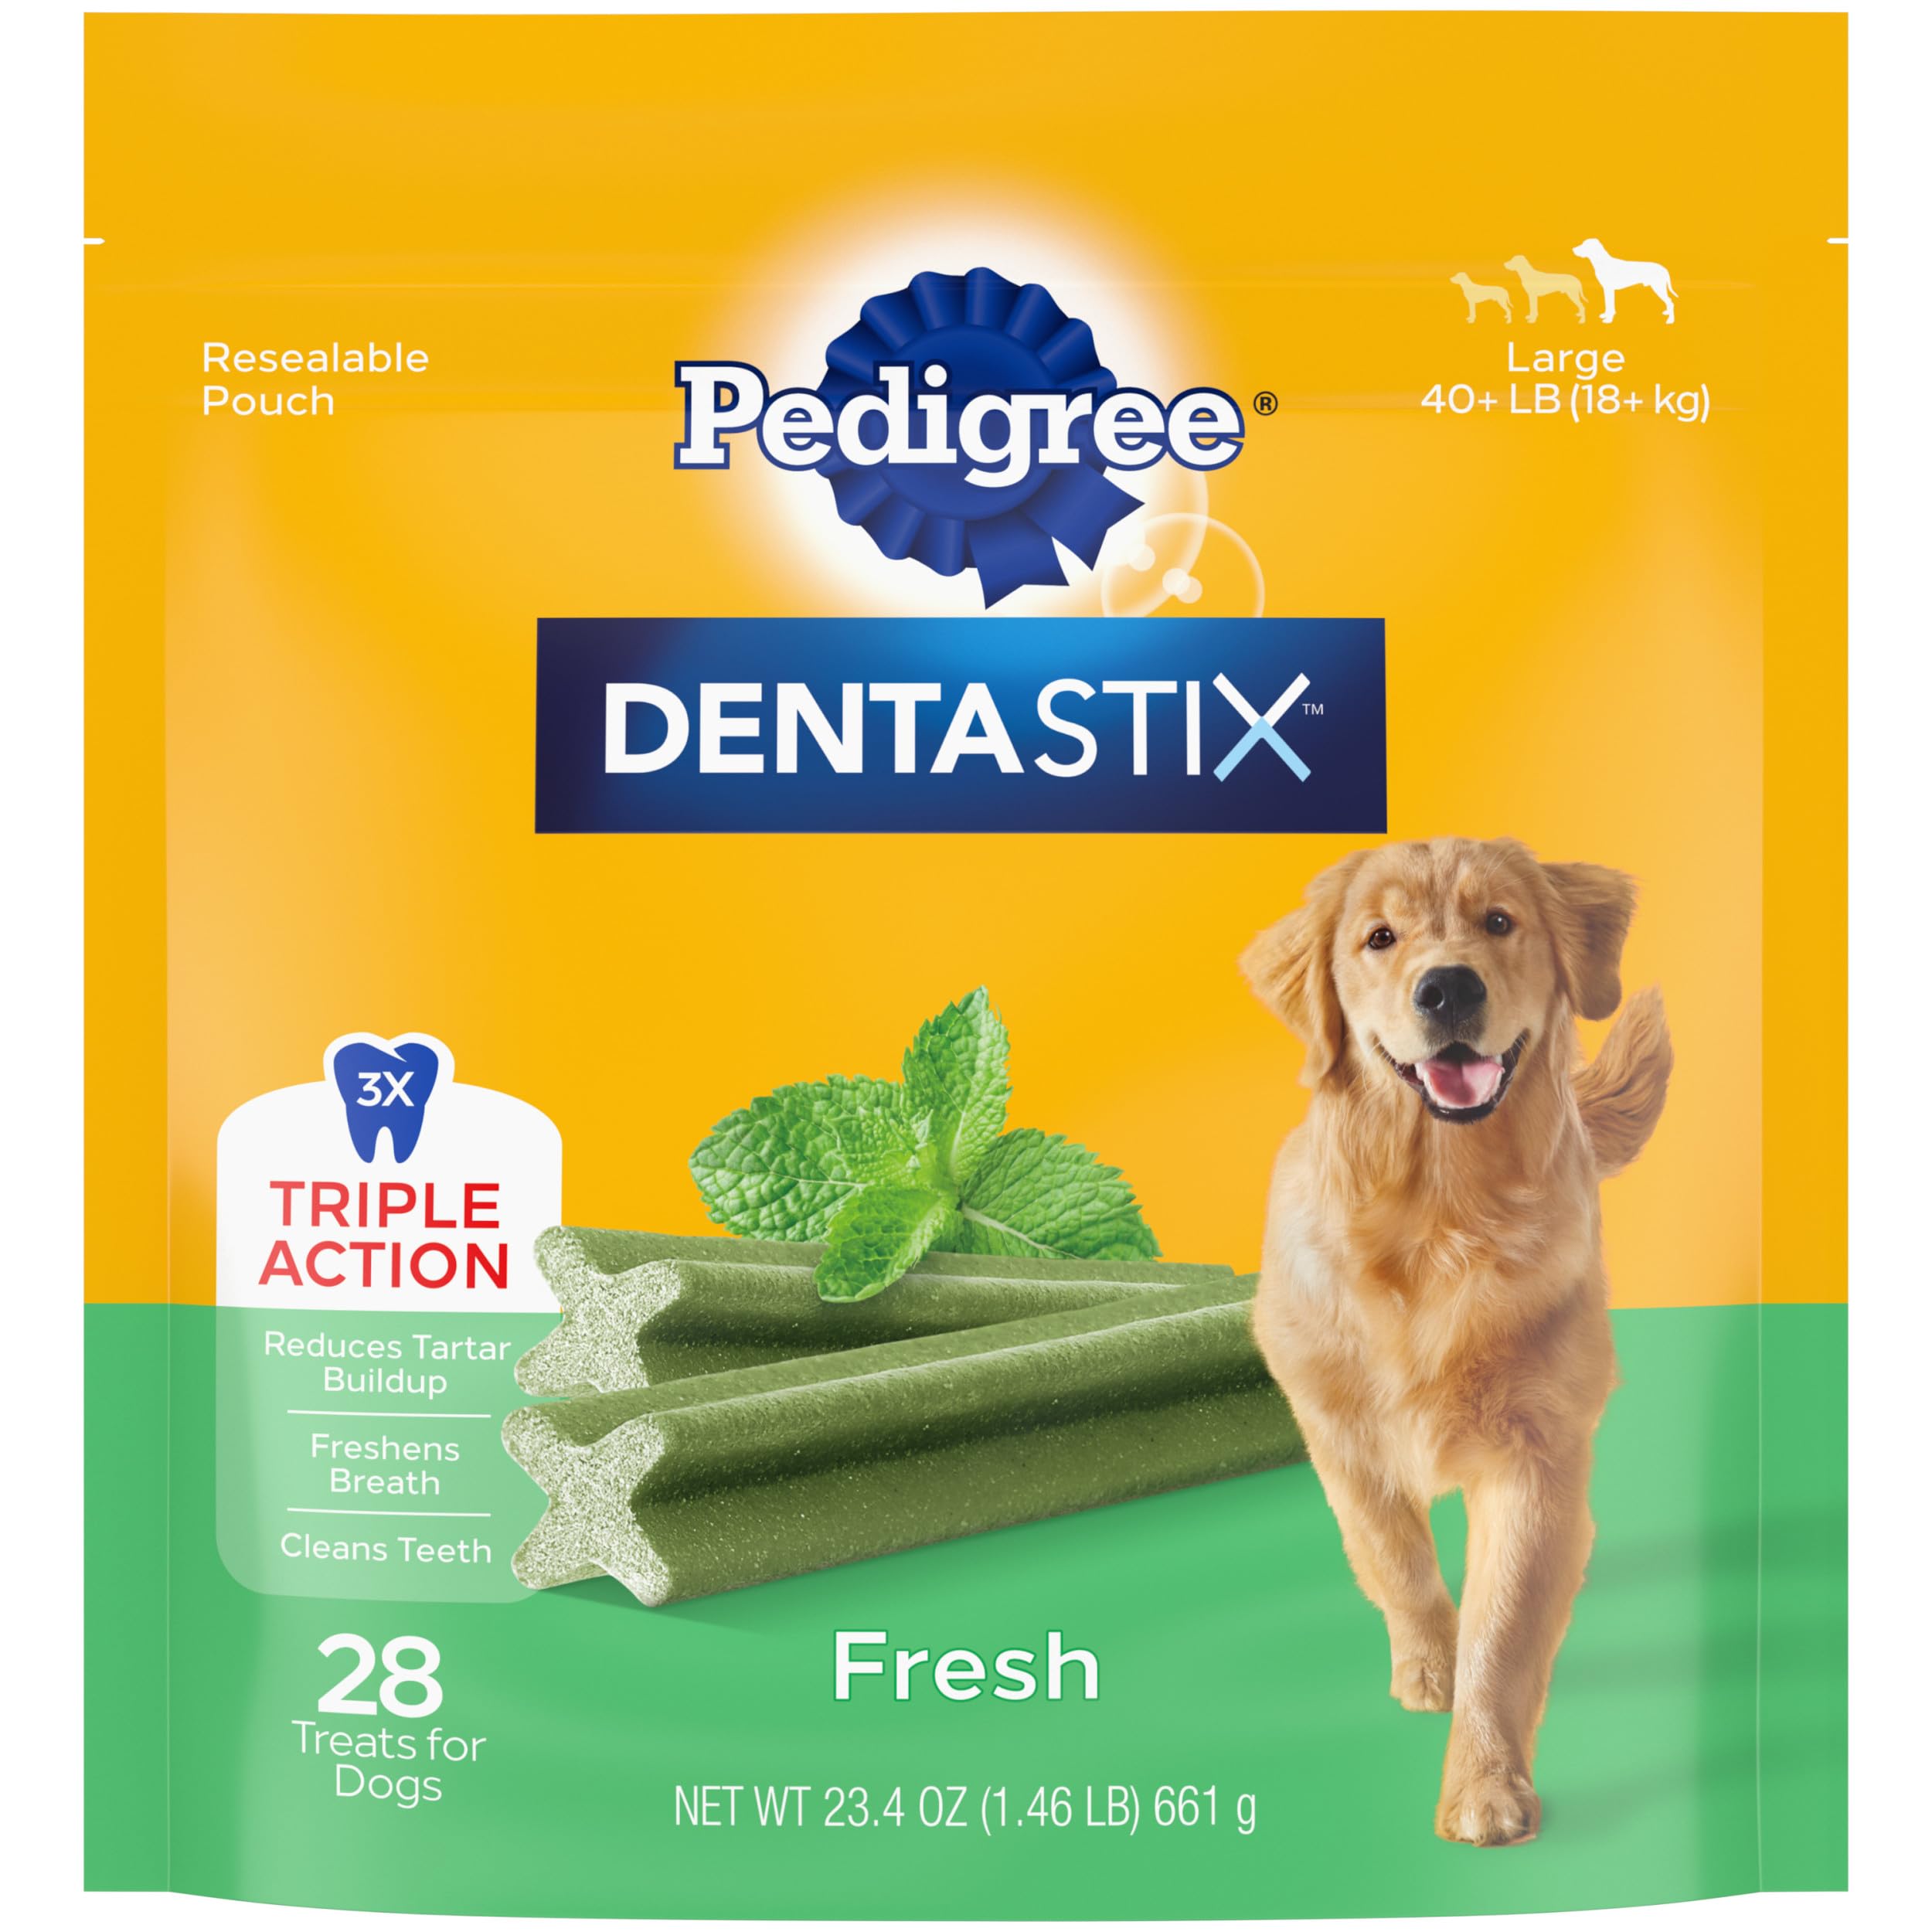 Resealable
Pouch
Pedigree®
Large
40+ LB (18+ kg)
DENTASTIX™
3X
TRIPLE
ACTION
Reduces Tartar
Buildup
Freshens
Breath
Cleans Teeth
28
Treats for
Dogs
Fresh
NET WT 23.4 OZ (1.46 LB) 661 g